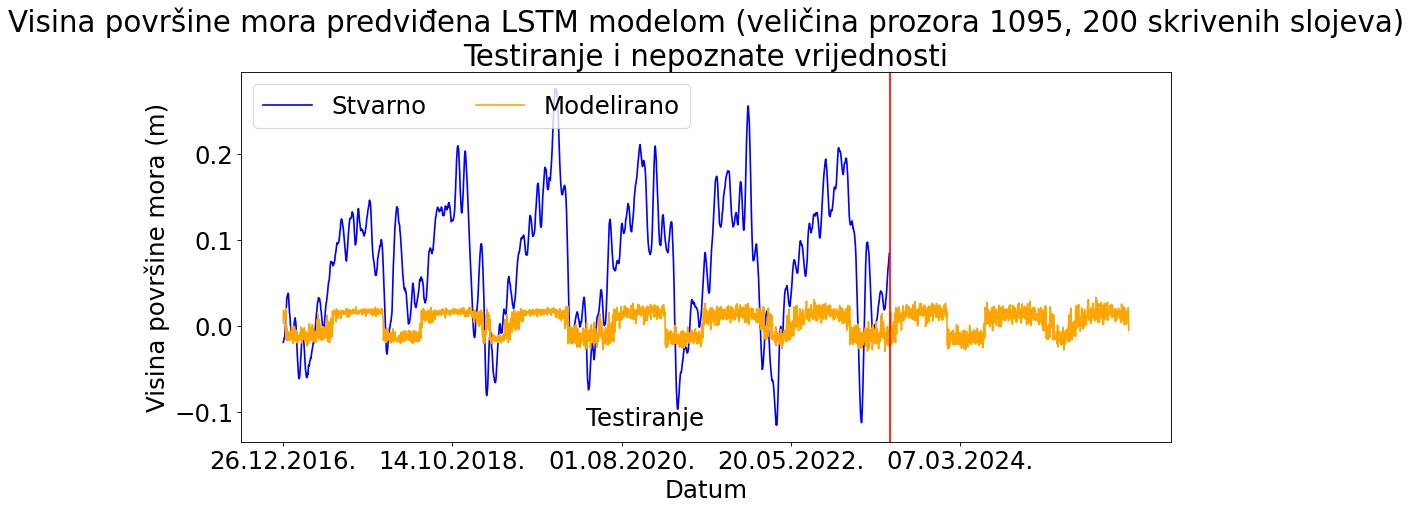 Visina površine mora predviđena LSTM modelom (veličina prozora 1095, 200 skrivenih slojeva)
Testiranje i nepoznate vrijednosti
Stvarno
Modelirano
Visina površine mora (m)
0.2
0.1
0.0
−0.1
Testiranje
26.12.2016.
14.10.2018.
01.08.2020.
20.05.2022.
07.03.2024.
Datum